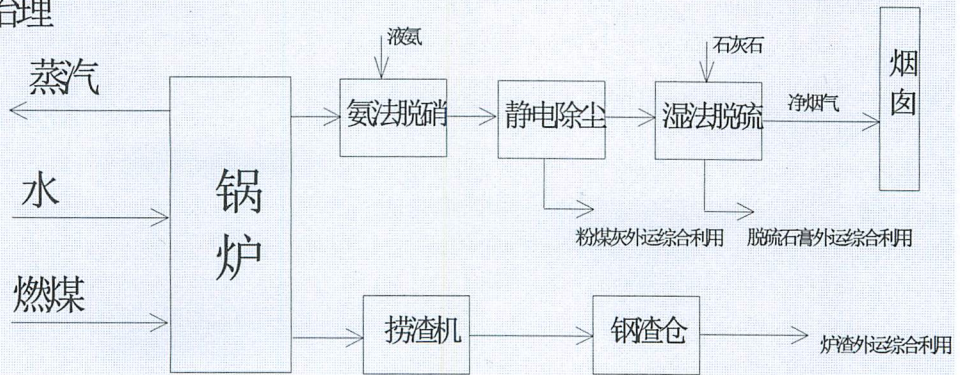 治理
蒸汽
水
燃煤
锅炉
液氨
氨法脱硝
静电除尘
石灰石
湿法脱硫
净烟气
烟囱
粉煤灰外运综合利用
脱硫石膏外运综合利用
捞渣机
钢渣仓
炉渣外运综合利用